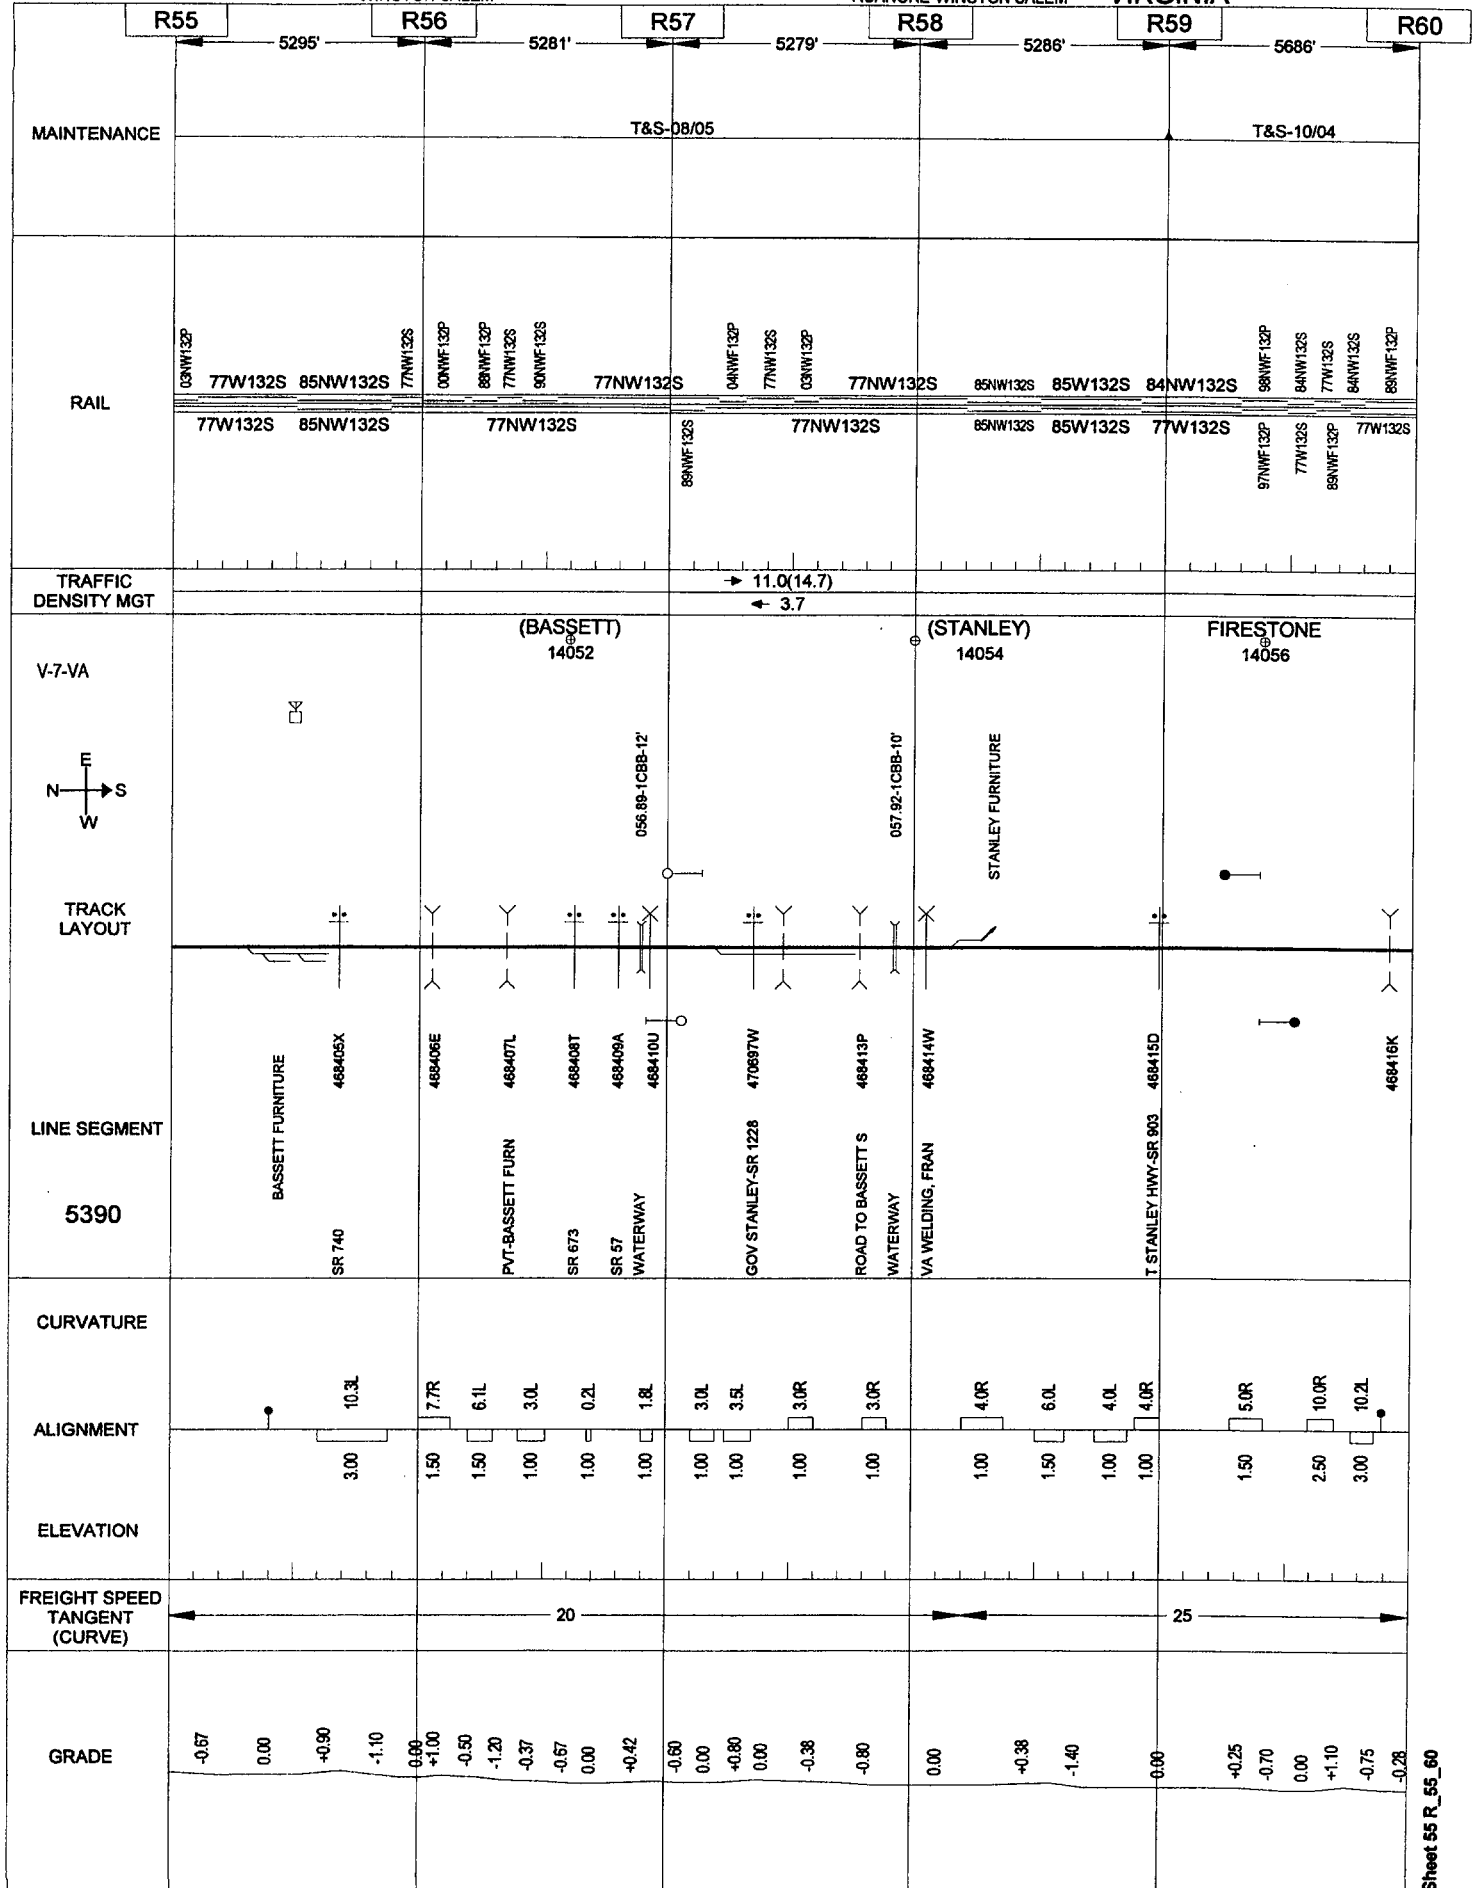 VIRGINIA
R55 R56 R57 R58 R59 R60
5295' 5281' 5279' 5286' 5686'
MAINTENANCE
T&S-08/05 T&S-10/04
RAIL
03NW132P 77W132S 85NW132S 77NW132S 00NWF132P 88NWF132P 77NW132S 90NWF132S 77NW132S 04NWF132P 77NW132S 03NW132P 77NW132S 85NW132S 85W132S 84NW132S 98NWF132P 84NW132S 77W132S 84NW132S 89NWF132P
77W132S 85NW132S 77NW132S 89NWF132S 77NW132S 85NW132S 85W132S 77W132S 97NWF132P 77W132S 89NWF132P 77W132S
TRAFFIC
DENSITY MGT
11.0(14.7)
3.7
V-7-VA
(BASSETT)
14052
(STANLEY)
14054
FIRESTONE
14056
E
N S
W
056.89-1CBB-12'
057.92-1CBB-10'
STANLEY FURNITURE
TRACK
LAYOUT
468405X 468406E 468407L 468408T 468409A 468410U 470697W 468413P 468414W 468415D 468416K
LINE SEGMENT
5390
BASSETT FURNITURE
SR 740
PVT-BASSETT FURN
SR 673
SR 57
WATERWAY
GOV STANLEY-SR 1228
ROAD TO BASSETT S
WATERWAY
VA WELDING, FRAN
T STANLEY HWY-SR 903
CURVATURE
10.3L 7.7R 6.1L 3.0L 0.2L 1.8L 3.0L 3.5L 3.0R 3.0R 4.0R 6.0L 4.0L 4.0R 5.0R 10.0R 10.2L
ALIGNMENT
3.00 1.50 1.50 1.00 1.00 1.00 1.00 1.00 1.00 1.00 1.00 1.50 1.00 1.00 1.50 2.50 3.00
ELEVATION
FREIGHT SPEED
TANGENT
(CURVE)
20 25
GRADE
-0.67 0.00 +0.90 -1.10 0.00 +1.00 -0.50 -1.20 -0.37 -0.67 0.00 +0.42 -0.60 0.00 +0.80 0.00 -0.38 -0.80 0.00 +0.38 -1.40 0.00 +0.25 -0.70 0.00 +1.10 -0.75 -0.28
Sheet 55 R_55_60